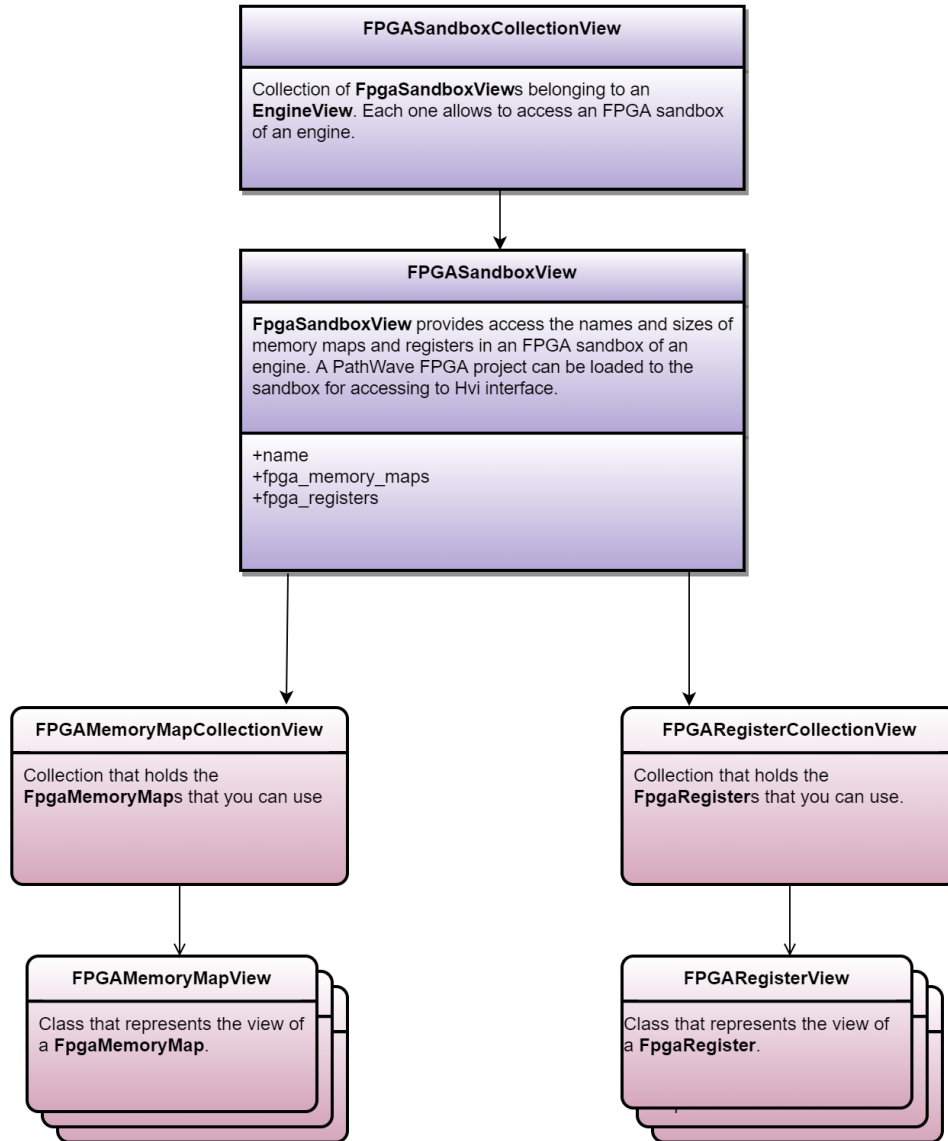 FPGASandboxCollectionView
Collection of FpgaSandboxViews belonging to an
EngineView. Each one allows to access an FPGA sandbox
of an engine.
FPGASandboxView
FpgaSandboxView provides access the names and sizes of
memory maps and registers in an FPGA sandbox of an
engine. A PathWave FPGA project can be loaded to the
sandbox for accessing to Hvi interface.
+name
+fpga_memory_maps
+fpga_registers
FPGAMemoryMapCollectionView
Collection that holds the
FpgaMemoryMaps that you can use
FPGARegisterCollectionView
Collection that holds the
FpgaRegisters that you can use.
FPGAMemoryMapView
Class that represents the view of
a FpgaMemoryMap.
FPGARegisterView
Class that represents the view of
a FpgaRegister.